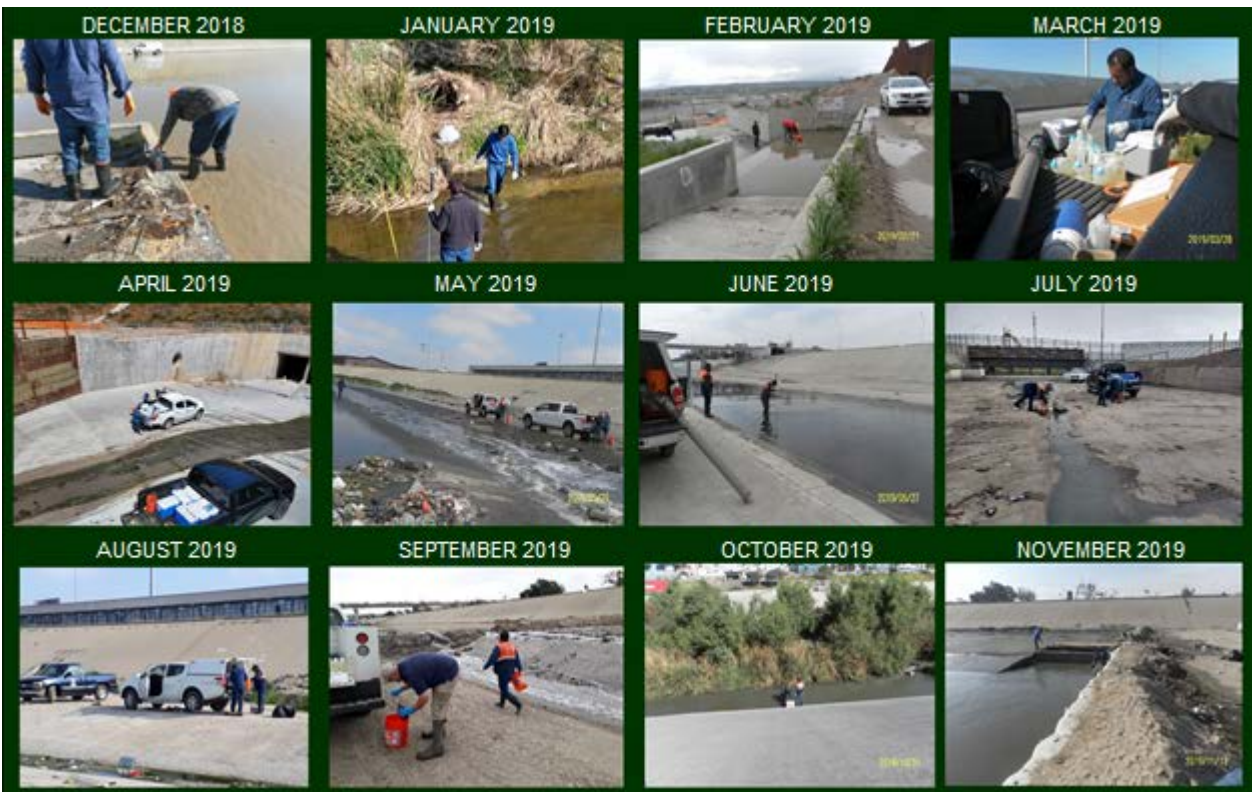 DECEMBER 2018
JANUARY 2019
FEBRUARY 2019
MARCH 2019
APRIL 2019
MAY 2019
JUNE 2019
JULY 2019
AUGUST 2019
SEPTEMBER 2019
OCTOBER 2019
NOVEMBER 2019